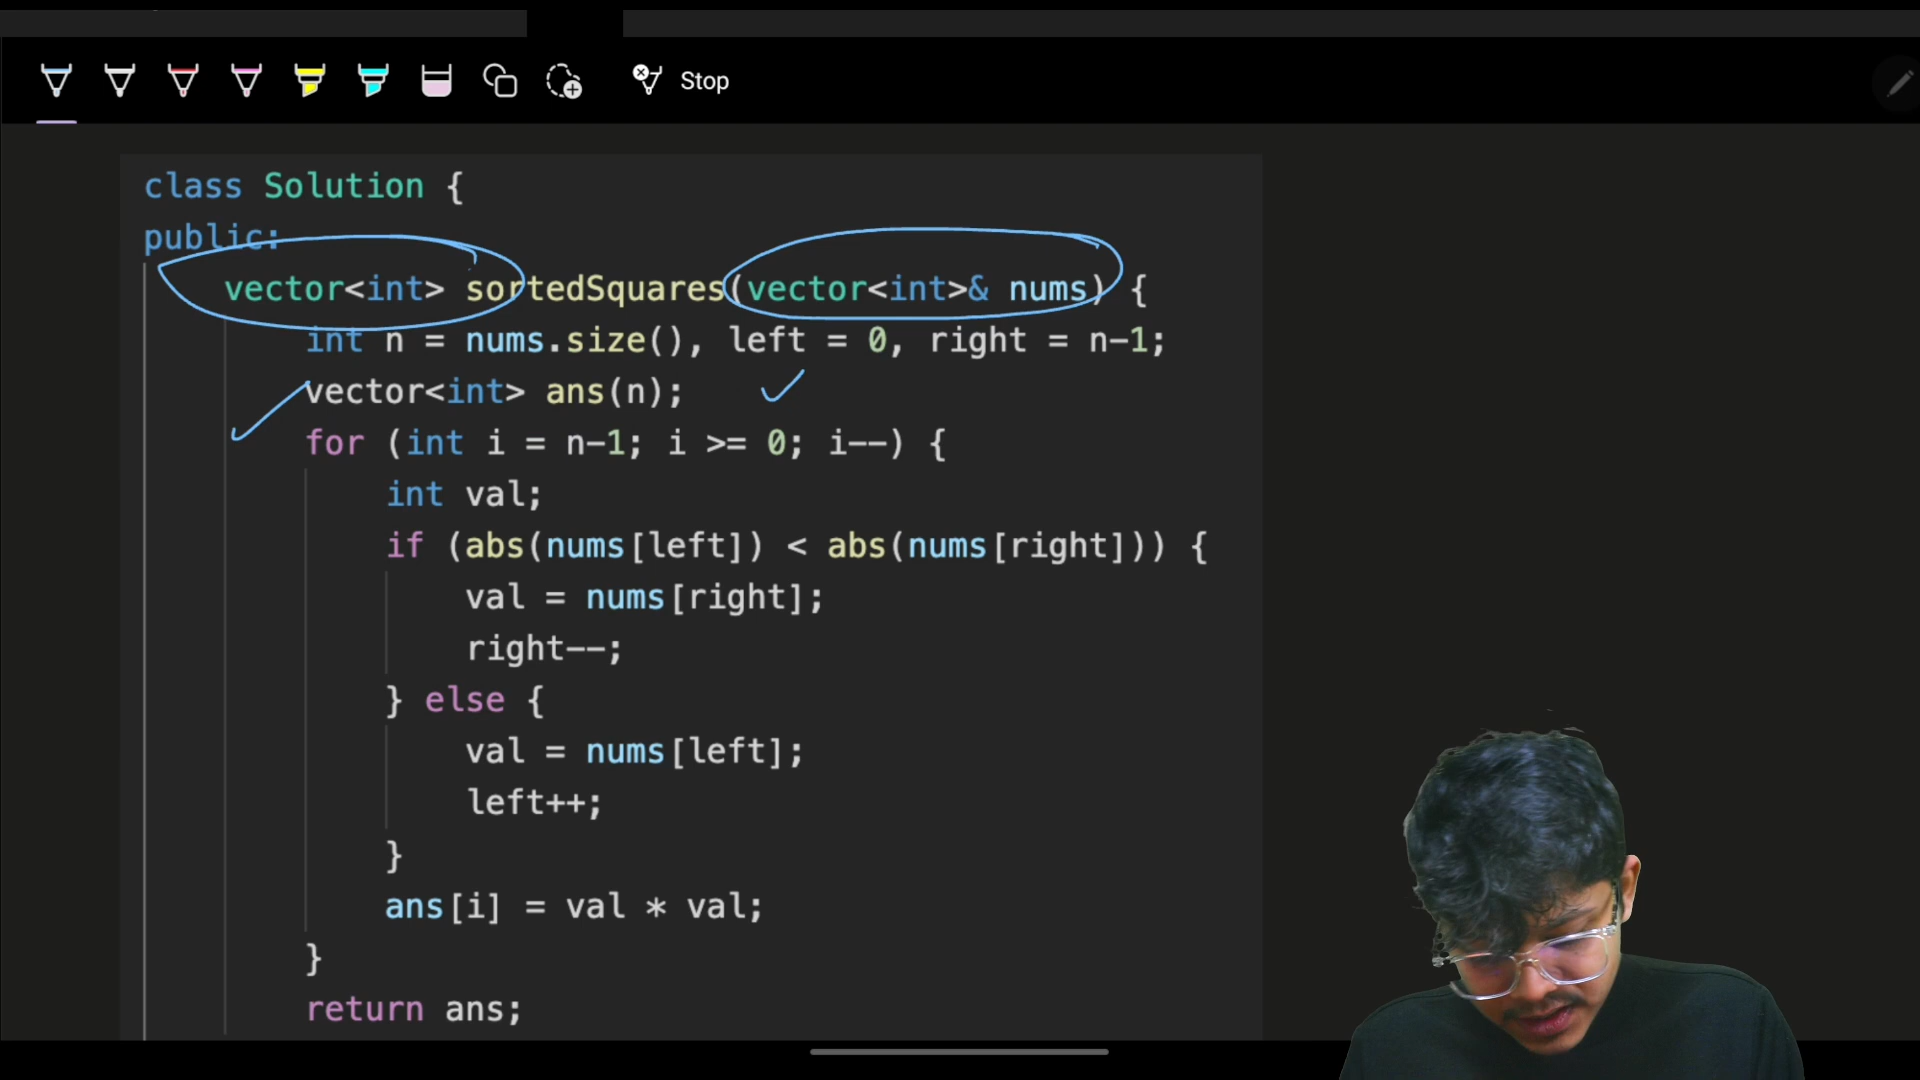 Stop
class Solution {
public:
vector<int> sortedSquares(vector<int>& nums) {
int n = nums.size(), left = 0, right = n-1;
vector<int> ans(n);
for (int i = n-1; i >= 0; i--) {
int val;
if (abs(nums[left]) < abs(nums[right])) {
val = nums[right];
right--;
} else {
val = nums[left];
left++;
}
ans[i] = val * val;
}
return ans;